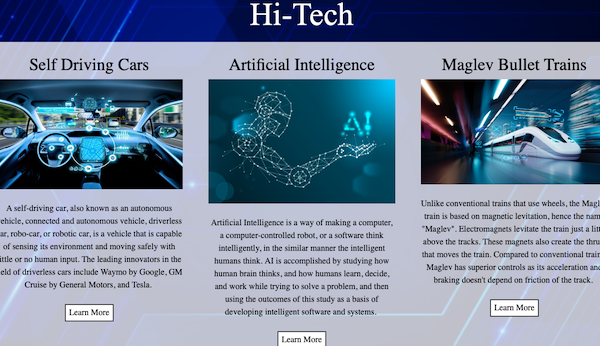 Hi-Tech
Self Driving Cars
A self-driving car, also known as an autonomous
vehicle, connected and autonomous vehicle, driverless
car, robo-car, or robotic car, is a vehicle that is capable
of sensing its environment and moving safely with
little or no human input. The leading innovators in the
field of driverless cars include Waymo by Google, GM
Cruise by General Motors, and Tesla.
Learn More
Artificial Intelligence
AI
Artificial Intelligence is a way of making a computer,
a computer-controlled robot, or a software think
intelligently, in the similar manner the intelligent
humans think. AI is accomplished by studying how
human brain thinks, and how humans learn, decide,
and work while trying to solve a problem, and then
using the outcomes of this study as a basis of
developing intelligent software and systems.
Learn More
Maglev Bullet Trains
Unlike conventional trains that use wheels, the Magl
train is based on magnetic levitation, hence the nam
"Maglev". Electromagnets levitate the train just a littl
above the tracks. These magnets also create the thru
that moves the train. Compared to conventional train
Maglev has superior controls as its acceleration and
braking doesn't depend on friction of the track.
Learn More